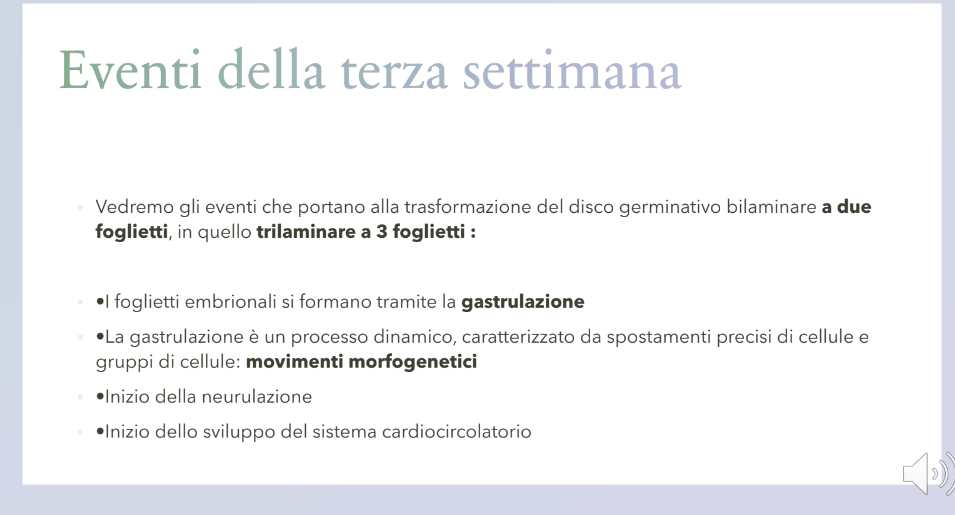 Eventi della terza settimana
Vedremo gli eventi che portano alla trasformazione del disco germinativo bilaminare a due
foglietti, in quello trilaminare a 3 foglietti :
•I foglietti embrionali si formano tramite la gastrulazione
•La gastrulazione è un processo dinamico, caratterizzato da spostamenti precisi di cellule e
gruppi di cellule: movimenti morfogenetici
•Inizio della neurulazione
•Inizio dello sviluppo del sistema cardiocircolatorio